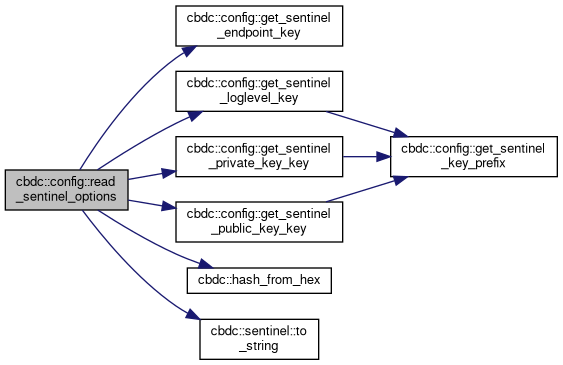 cbdc::config::get_sentinel
_endpoint_key
cbdc::config::get_sentinel
_loglevel_key
cbdc::config::get_sentinel
_private_key_key
cbdc::config::get_sentinel
_key_prefix
cbdc::config::read
_sentinel_options
cbdc::config::get_sentinel
_public_key_key
cbdc::hash_from_hex
cbdc::sentinel::to
_string